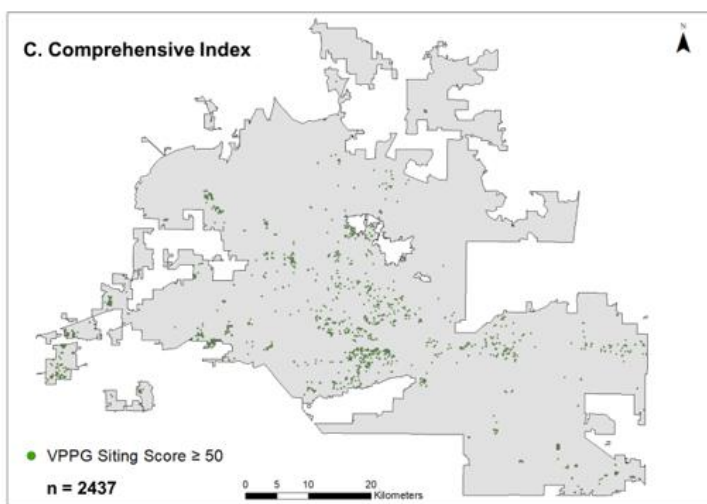 N
C. Comprehensive Index
VPPG Siting Score ≥ 50
n = 2437
0 5 10 20
Kilometers